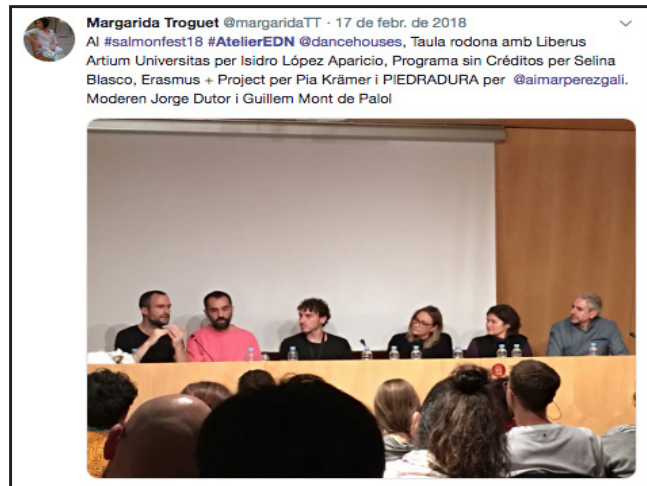 Margarida Troguet @margaridaTT · 17 de febr. de 2018
Al #salmonfest18 #AtelierEDN @dancehouses, Taula rodona amb Liberus
Artium Universitas per Isidro López Aparicio, Programa sin Créditos per Selina
Blasco, Erasmus + Project per Pia Krämer i PIEDRADURA per @aimarperezgali.
Moderen Jorge Dutor i Guillem Mont de Palol